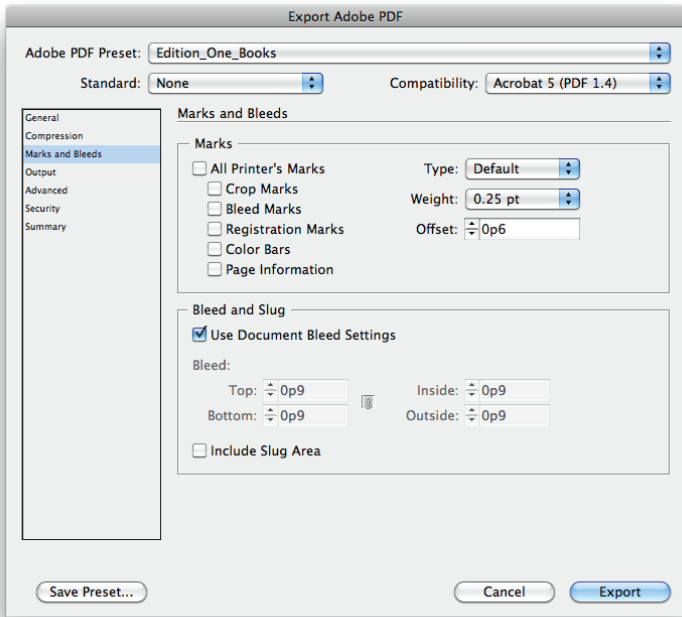 Export Adobe PDF
Adobe PDF Preset: Edition_One_Books
Standard: None Compatibility: Acrobat 5 (PDF 1.4)
General
Compression
Marks and Bleeds
Output
Advanced
Security
Summary
Marks and Bleeds
Marks
All Printer's Marks Type: Default
Crop Marks Weight: 0.25 pt
Bleed Marks
Registration Marks Offset: 0p6
Color Bars
Page Information
Bleed and Slug
Use Document Bleed Settings
Bleed:
Top: 0p9 Inside: 0p9
Bottom: 0p9 Outside: 0p9
Include Slug Area
Save Preset... Cancel Export